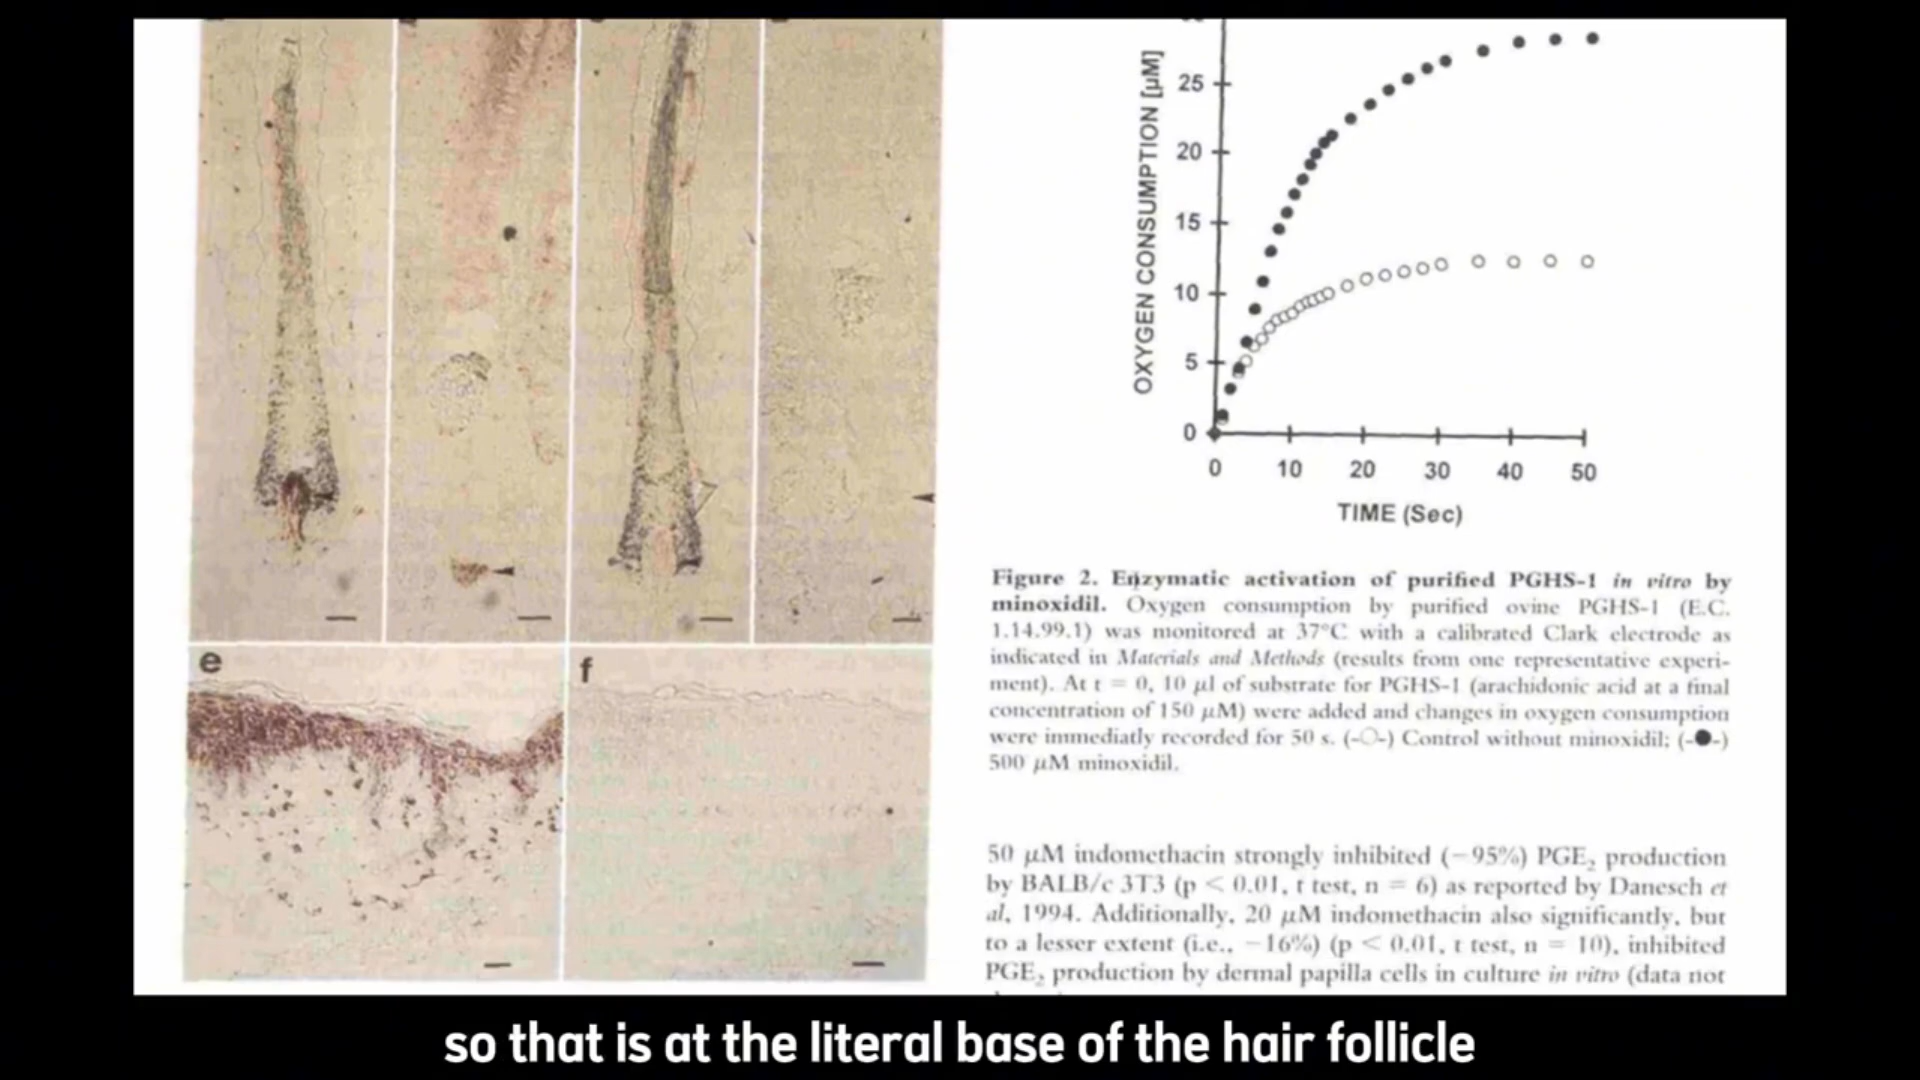 OXYGEN CONSUMPTION [µM]
25
20
15
10
5
0
0 10 20 30 40 50
TIME (Sec)
e
f
Figure 2. Enzymatic activation of purified PGHS-1 in vitro by
minoxidil. Oxygen consumption by purified ovine PGHS-1 (E.C.
1.14.99.1) was monitored at 37°C with a calibrated Clark electrode as
indicated in Materials and Methods (results from one representative experi-
ment). At t = 0, 10 µl of substrate for PGHS-1 (arachidonic acid at a final
concentration of 150 µM) were added and changes in oxygen consumption
were immediatly recorded for 50 s. (-○-) Control without minoxidil; (-●-)
500 µM minoxidil.
50 µM indomethacin strongly inhibited (−95%) PGE₂ production
by BALB/c 3T3 (p < 0.01, t test, n = 6) as reported by Danesch et
al, 1994. Additionally, 20 µM indomethacin also significantly, but
to a lesser extent (i.e., −16%) (p < 0.01, t test, n = 10), inhibited
PGE₂ production by dermal papilla cells in culture in vitro (data not
so that is at the literal base of the hair follicle